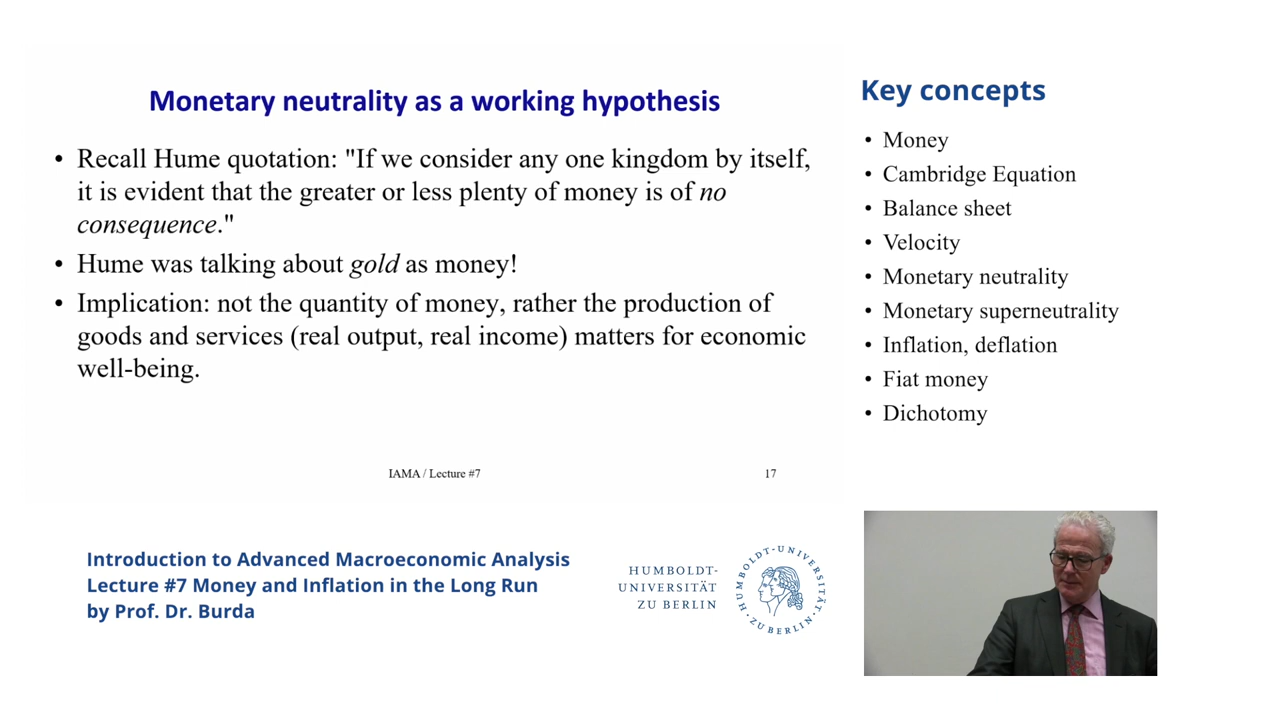 Monetary neutrality as a working hypothesis
• Recall Hume quotation: "If we consider any one kingdom by itself,
it is evident that the greater or less plenty of money is of no
consequence."
• Hume was talking about gold as money!
• Implication: not the quantity of money, rather the production of
goods and services (real output, real income) matters for economic
well-being.
IAMA / Lecture #7
17
Key concepts
• Money
• Cambridge Equation
• Balance sheet
• Velocity
• Monetary neutrality
• Monetary superneutrality
• Inflation, deflation
• Fiat money
• Dichotomy
Introduction to Advanced Macroeconomic Analysis
Lecture #7 Money and Inflation in the Long Run
by Prof. Dr. Burda
HUMBOLDT-
UNIVERSITÄT
ZU BERLIN
HUMBOLDT-UNIVERSITÄT
· ZU BERLIN ·